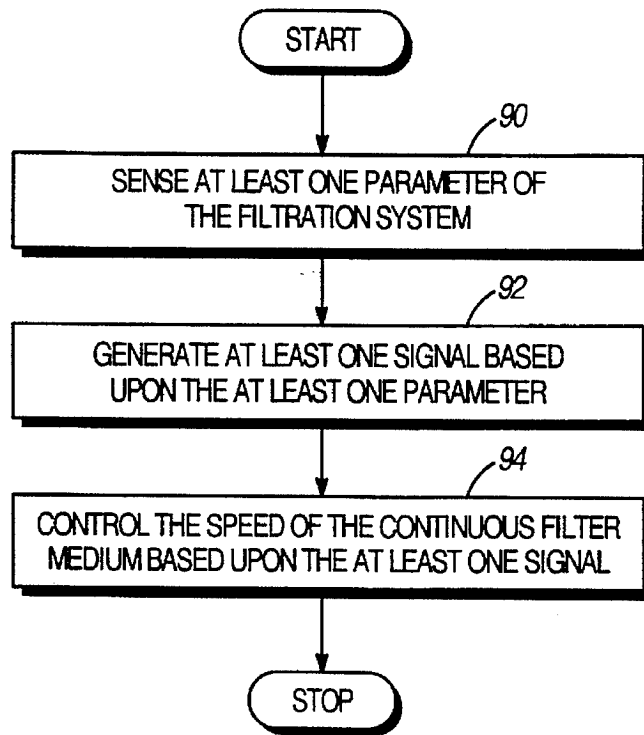 START
90
SENSE AT LEAST ONE PARAMETER OF
THE FILTRATION SYSTEM
92
GENERATE AT LEAST ONE SIGNAL BASED
UPON THE AT LEAST ONE PARAMETER
94
CONTROL THE SPEED OF THE CONTINUOUS FILTER
MEDIUM BASED UPON THE AT LEAST ONE SIGNAL
STOP